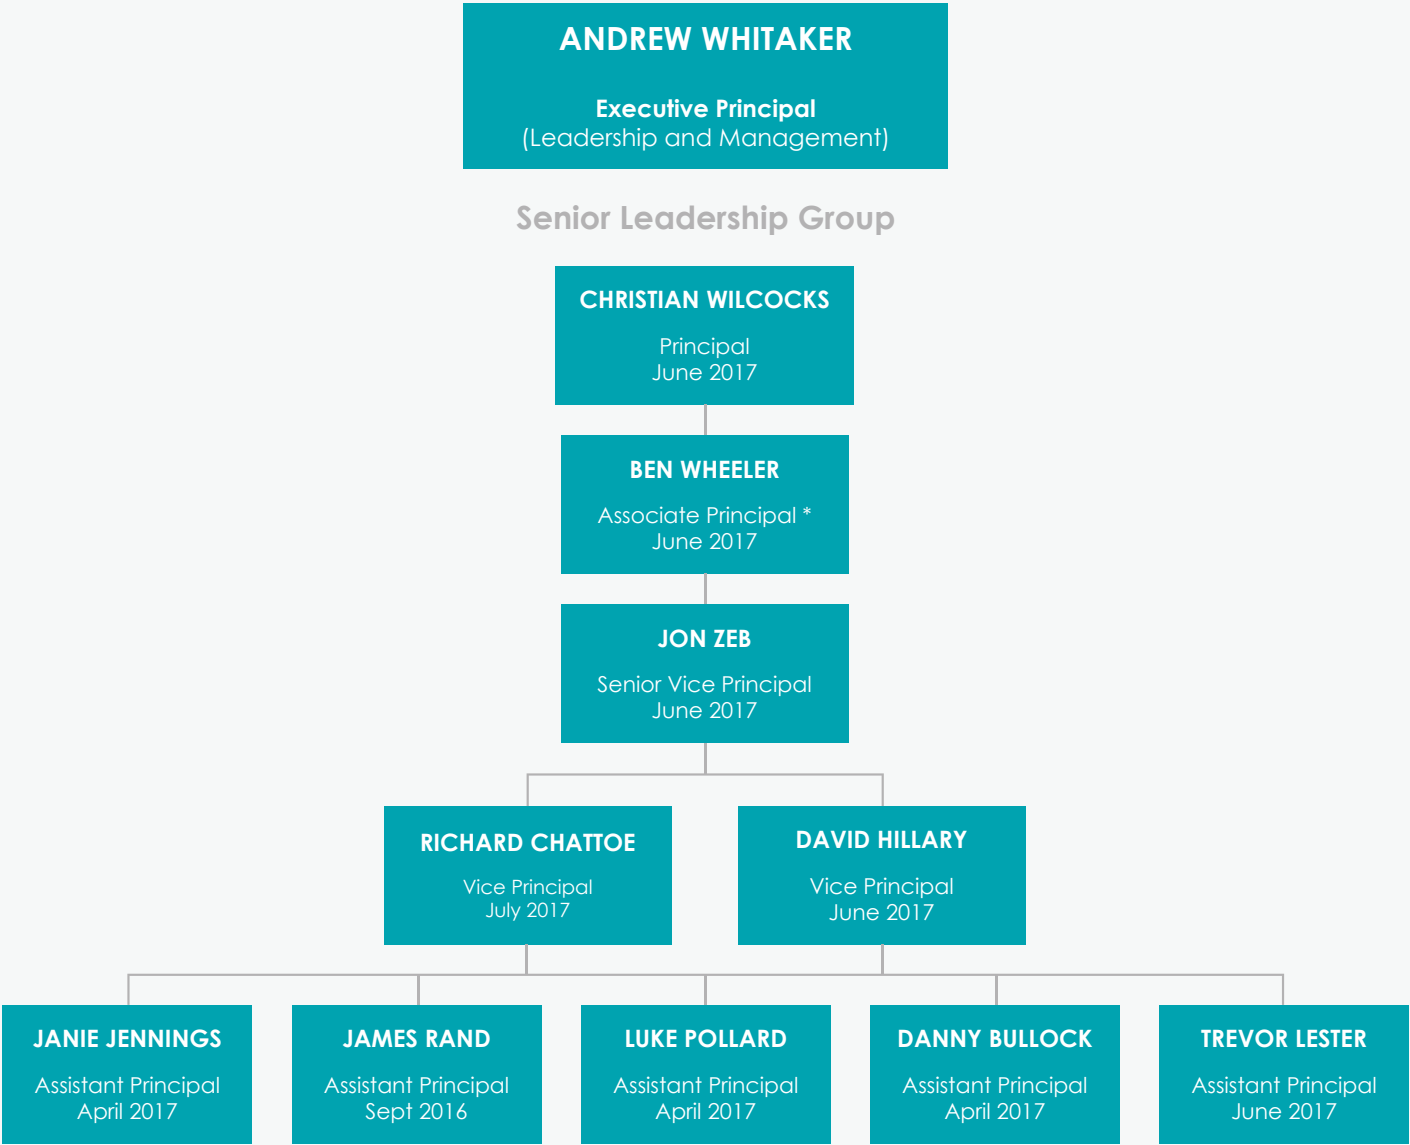 ANDREW WHITAKER
Executive Principal
(Leadership and Management)
Senior Leadership Group
CHRISTIAN WILCOCKS
Principal
June 2017
BEN WHEELER
Associate Principal *
June 2017
JON ZEB
Senior Vice Principal
June 2017
RICHARD CHATTOE
Vice Principal
July 2017
DAVID HILLARY
Vice Principal
June 2017
JANIE JENNINGS
Assistant Principal
April 2017
JAMES RAND
Assistant Principal
Sept 2016
LUKE POLLARD
Assistant Principal
April 2017
DANNY BULLOCK
Assistant Principal
April 2017
TREVOR LESTER
Assistant Principal
June 2017